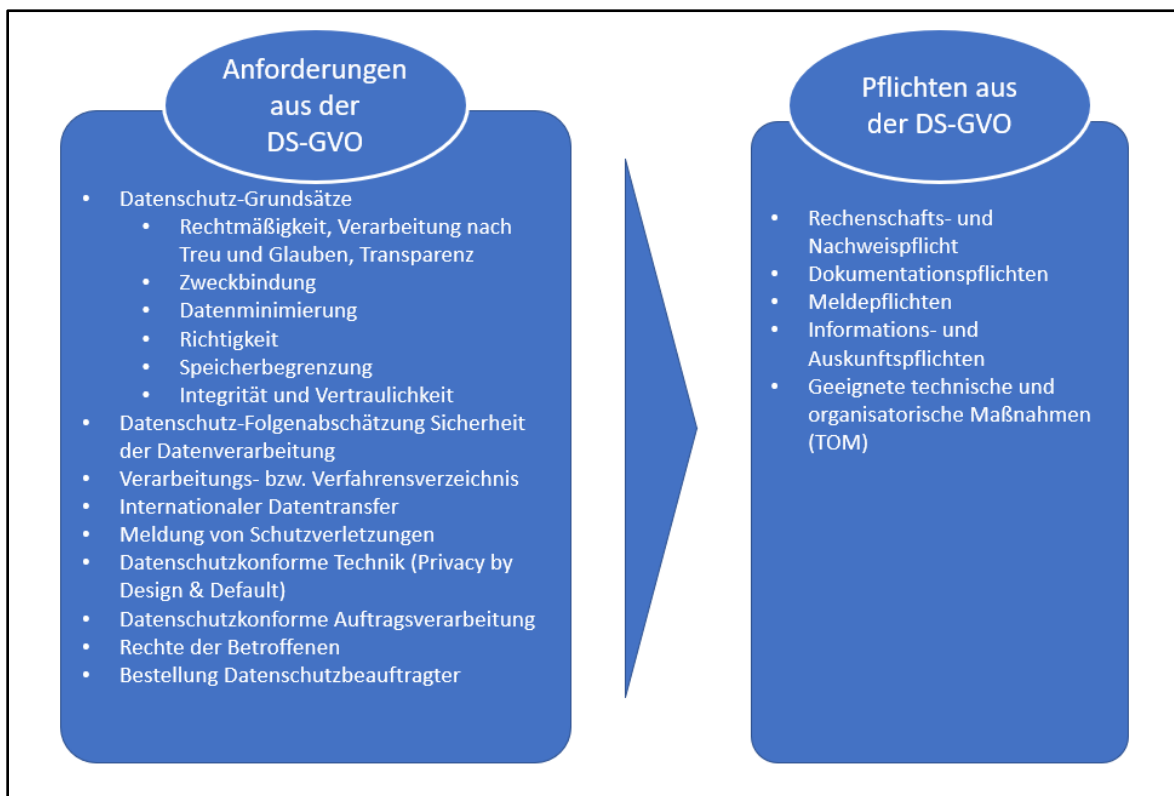 Anforderungen
aus der
DS-GVO
• Datenschutz-Grundsätze
• Rechtmäßigkeit, Verarbeitung nach
Treu und Glauben, Transparenz
• Zweckbindung
• Datenminimierung
• Richtigkeit
• Speicherbegrenzung
• Integrität und Vertraulichkeit
• Datenschutz-Folgenabschätzung Sicherheit
der Datenverarbeitung
• Verarbeitungs- bzw. Verfahrensverzeichnis
• Internationaler Datentransfer
• Meldung von Schutzverletzungen
• Datenschutzkonforme Technik (Privacy by
Design & Default)
• Datenschutzkonforme Auftragsverarbeitung
• Rechte der Betroffenen
• Bestellung Datenschutzbeauftragter
Pflichten aus
der DS-GVO
• Rechenschafts- und
Nachweispflicht
• Dokumentationspflichten
• Meldepflichten
• Informations- und
Auskunftspflichten
• Geeignete technische und
organisatorische Maßnahmen
(TOM)